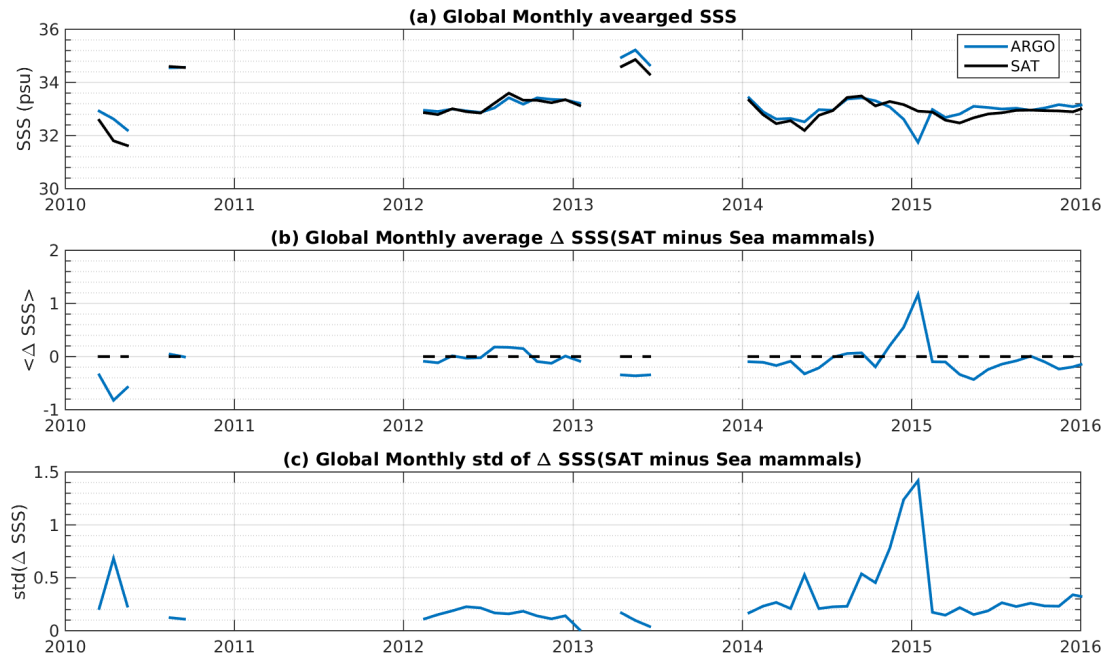 (a) Global Monthly avearged SSS
36
34
32
30
SSS (psu)
ARGO
SAT
2010 2011 2012 2013 2014 2015 2016
(b) Global Monthly average Δ SSS(SAT minus Sea mammals)
2
1
0
-1
<Δ SSS>
2010 2011 2012 2013 2014 2015 2016
(c) Global Monthly std of Δ SSS(SAT minus Sea mammals)
1.5
1
0.5
0
std(Δ SSS)
2010 2011 2012 2013 2014 2015 2016